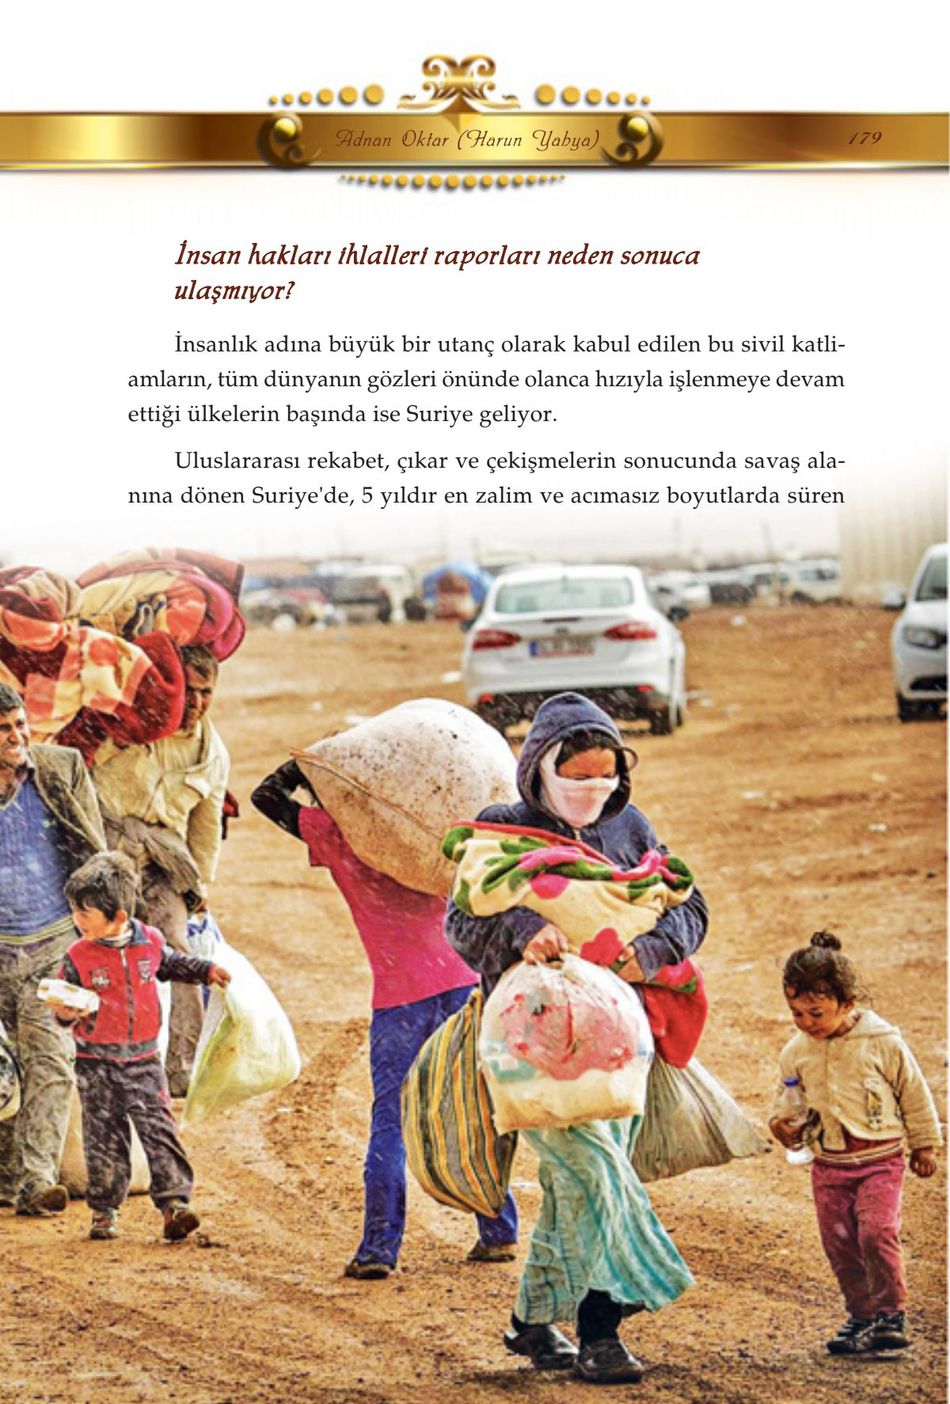 Adnan Oktar (Harun Yahya)
179
İnsan hakları ihlalleri raporları neden sonuca
ulaşmıyor?
İnsanlık adına büyük bir utanç olarak kabul edilen bu sivil katli-
amların, tüm dünyanın gözleri önünde olanca hızıyla işlenmeye devam
ettiği ülkelerin başında ise Suriye geliyor.
Uluslararası rekabet, çıkar ve çekişmelerin sonucunda savaş ala-
nına dönen Suriye'de, 5 yıldır en zalim ve acımasız boyutlarda süren